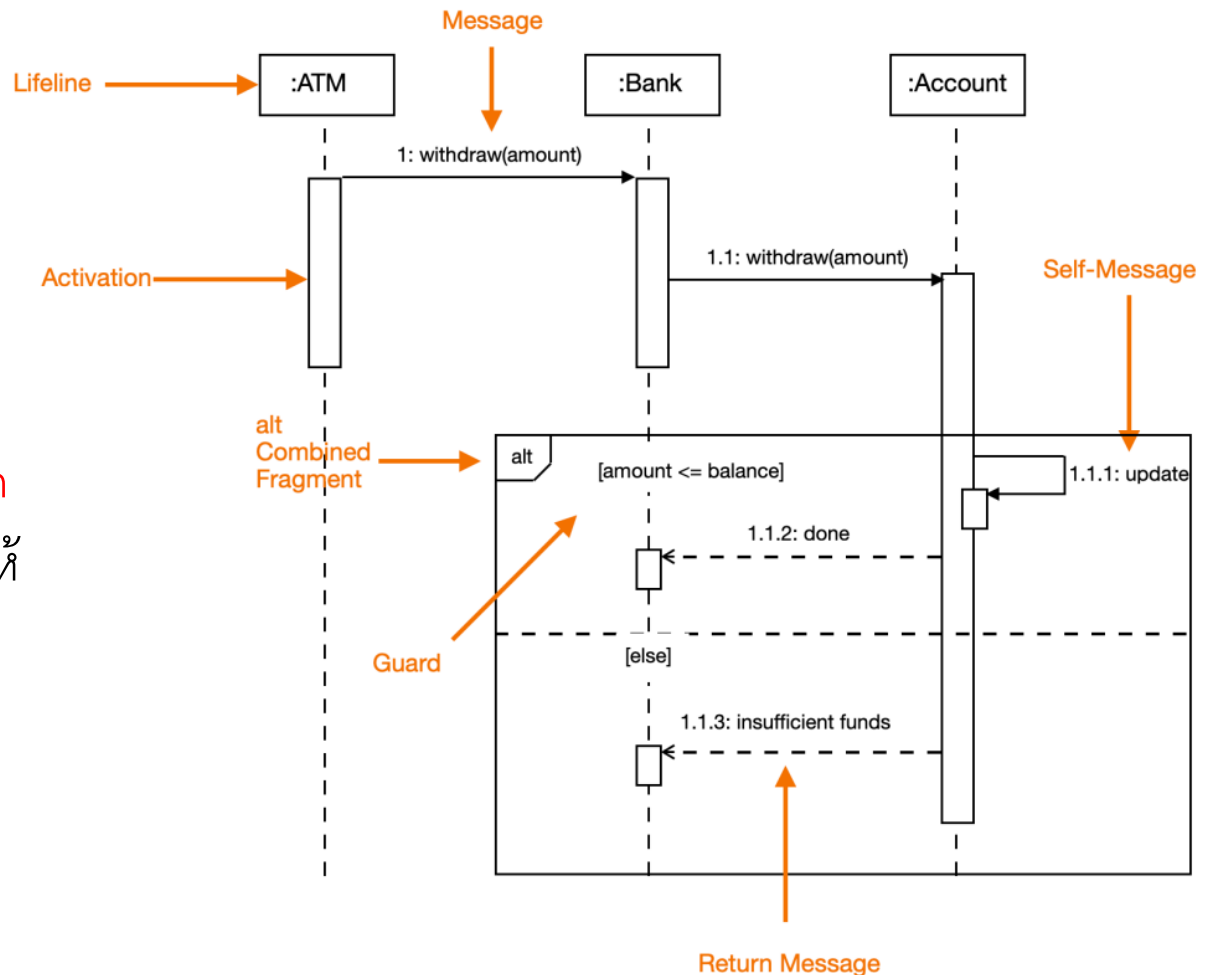 Message
Lifeline
:ATM
:Bank
:Account
1: withdraw(amount)
1.1: withdraw(amount)
Activation
Self-Message
alt
Combined
Fragment
alt
[amount <= balance]
1.1.1: update
1.1.2: done
Guard
[else]
1.1.3: insufficient funds
Return Message